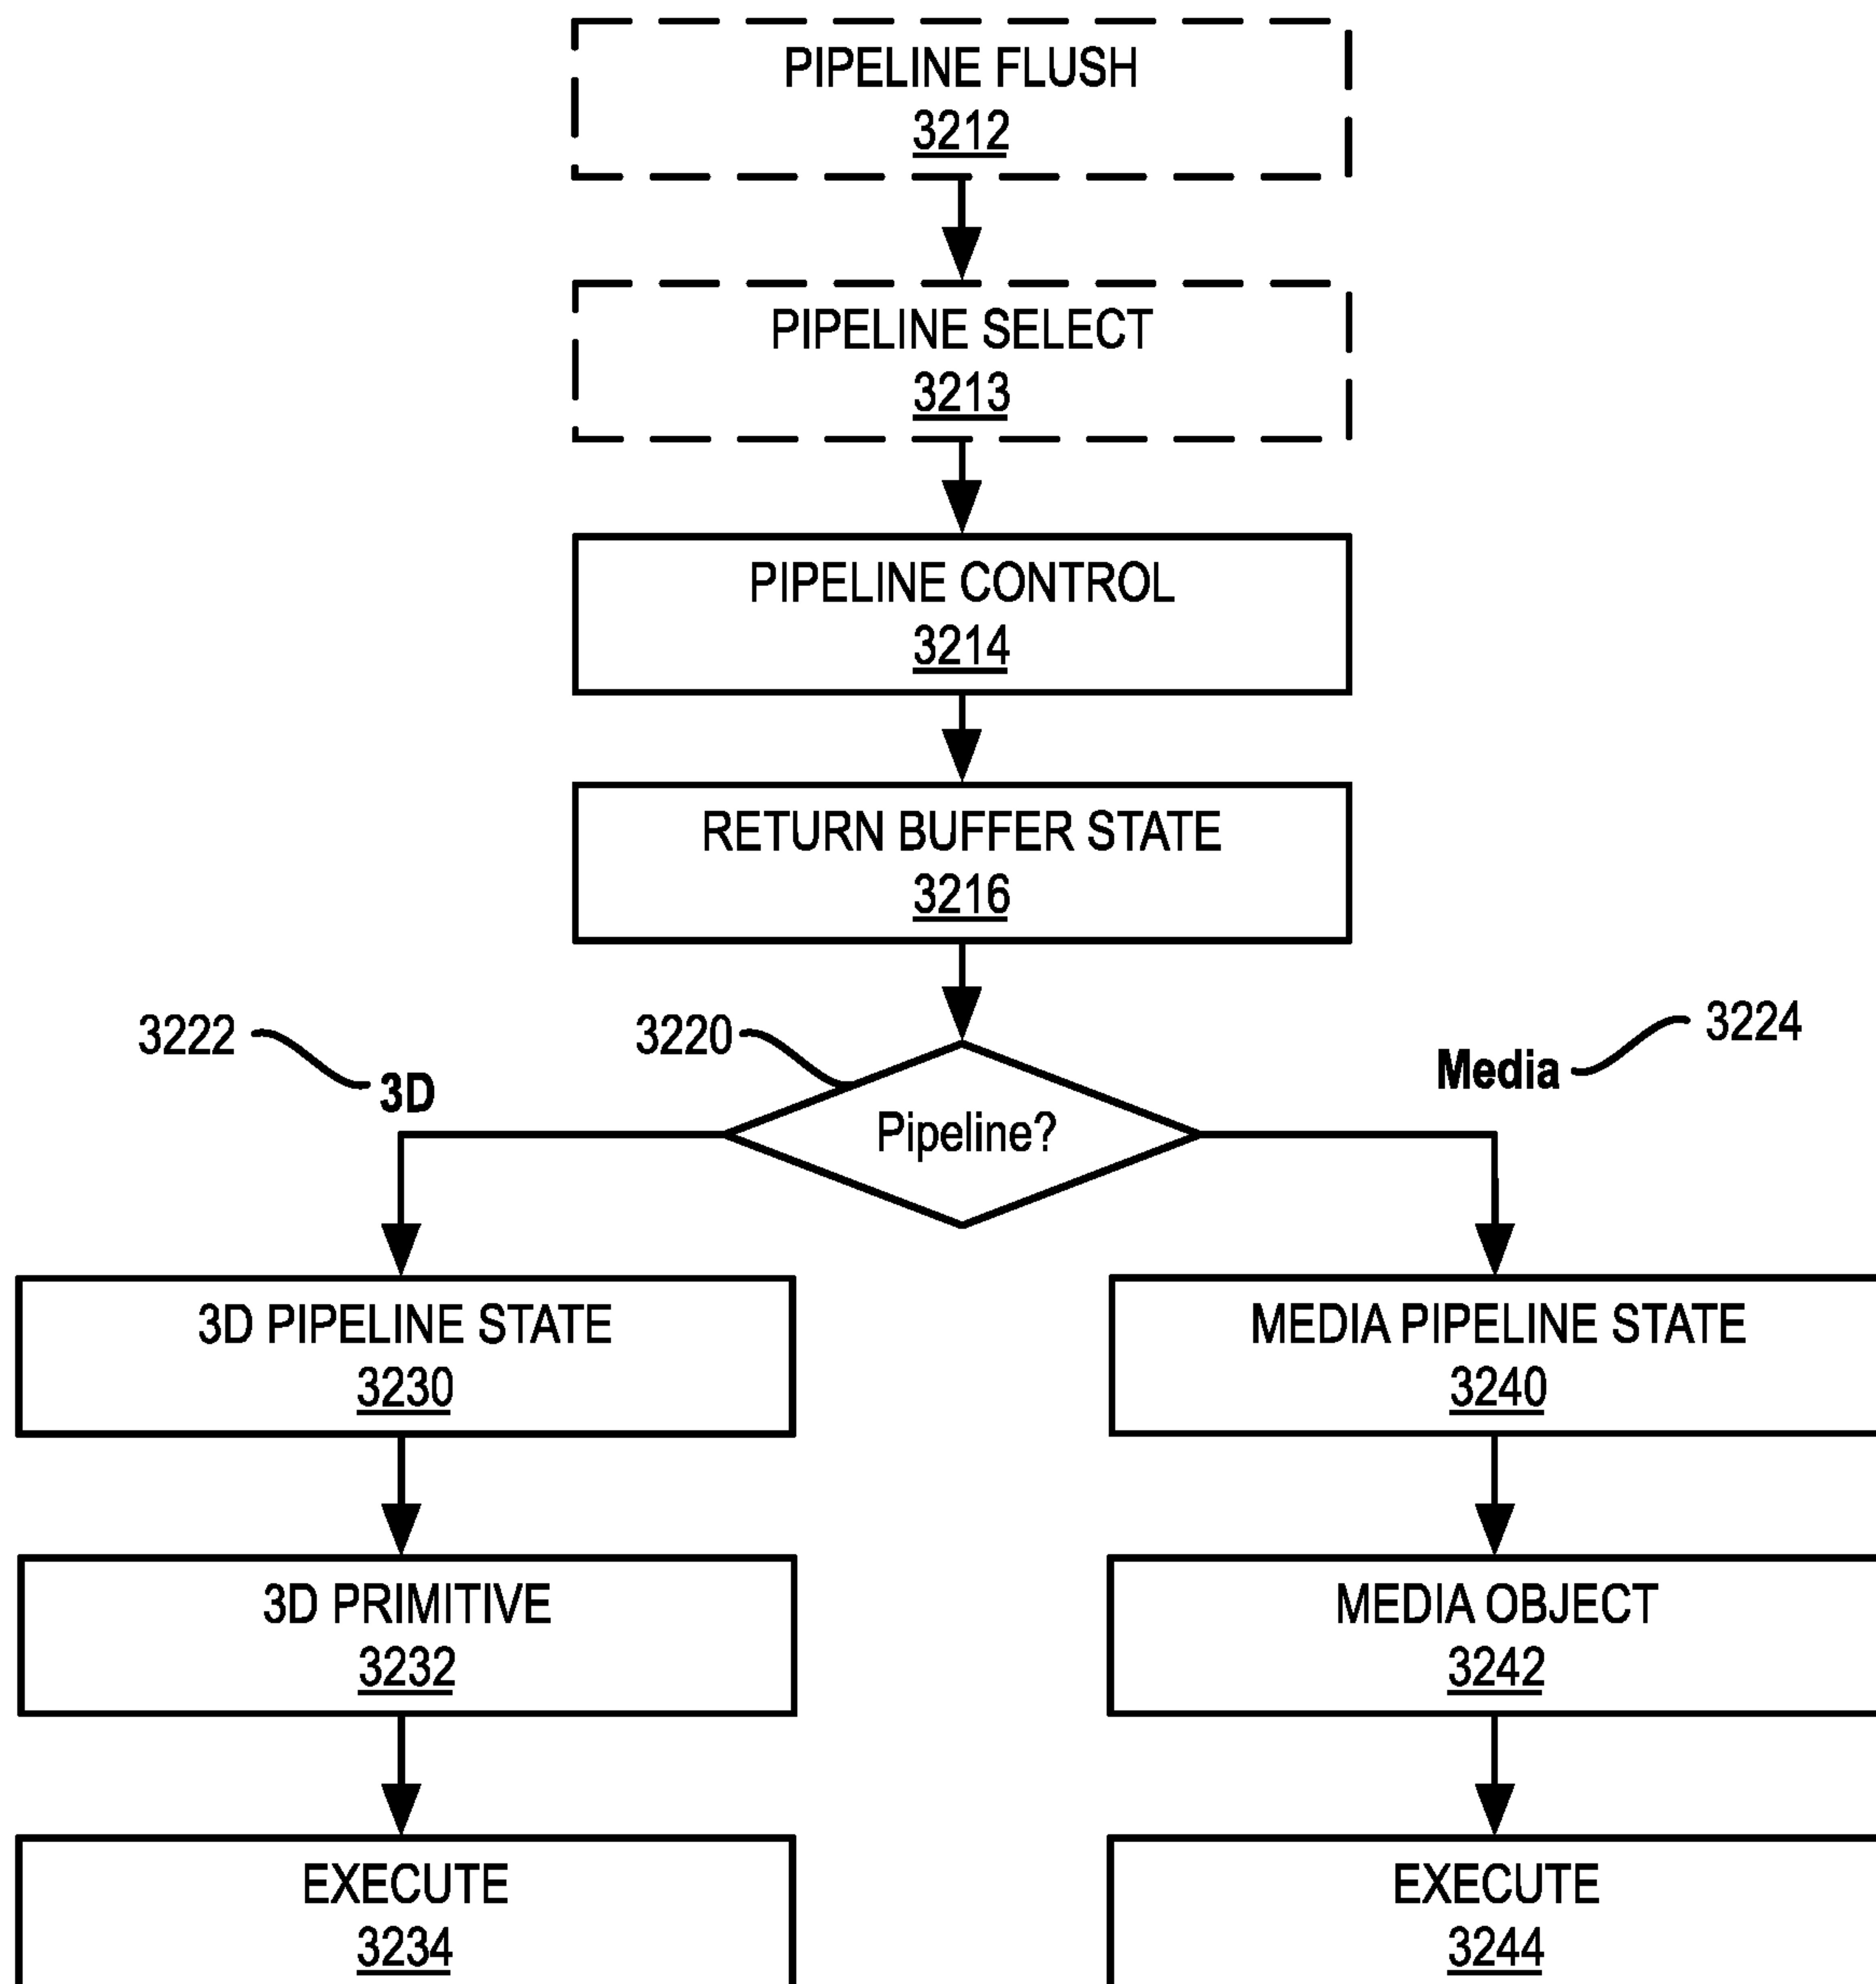 PIPELINE FLUSH
3212
PIPELINE SELECT
3213
PIPELINE CONTROL
3214
RETURN BUFFER STATE
3216
3222
3D
3220
Pipeline?
Media
3224
3D PIPELINE STATE
3230
MEDIA PIPELINE STATE
3240
3D PRIMITIVE
3232
MEDIA OBJECT
3242
EXECUTE
3234
EXECUTE
3244